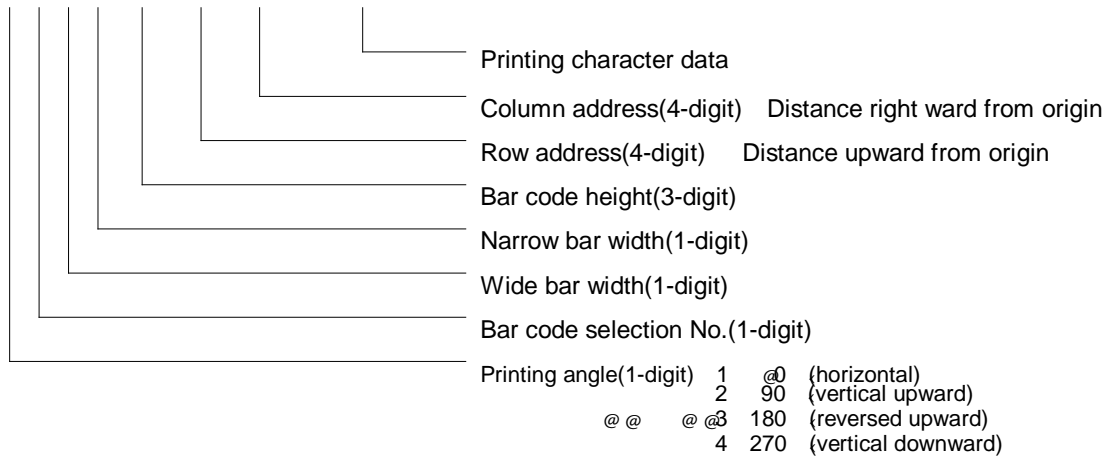 Printing character data
Column address(4-digit) Distance right ward from origin
Row address(4-digit) Distance upward from origin
Bar code height(3-digit)
Narrow bar width(1-digit)
Wide bar width(1-digit)
Bar code selection No.(1-digit)
Printing angle(1-digit) 1 @0 (horizontal)
2 90 (vertical upward)
@ @ @ @3 180 (reversed upward)
4 270 (vertical downward)